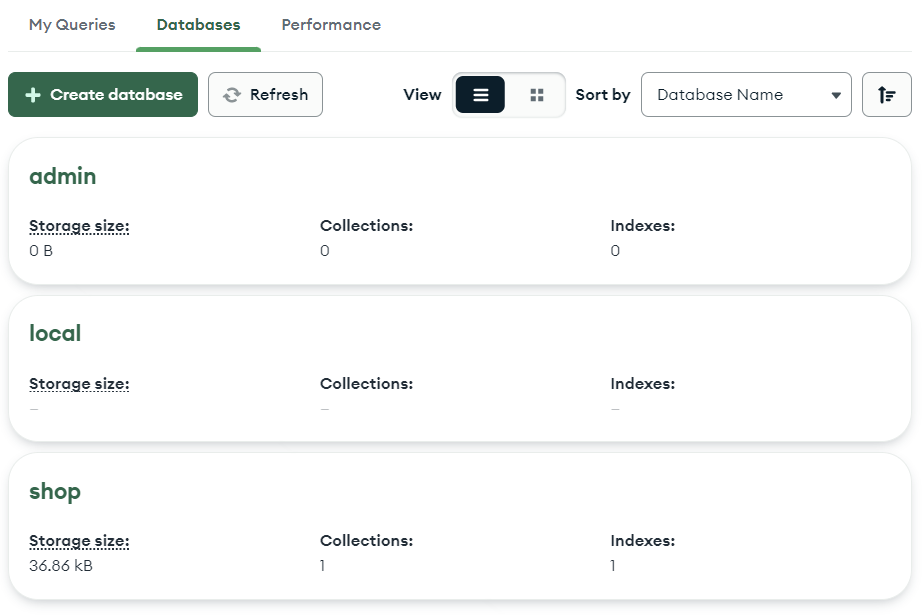 My Queries Databases Performance
Create database Refresh View Sort by Database Name
admin
Storage size: Collections: Indexes:
0 B 0 0
local
Storage size: Collections: Indexes:
– – –
shop
Storage size: Collections: Indexes:
36.86 kB 1 1